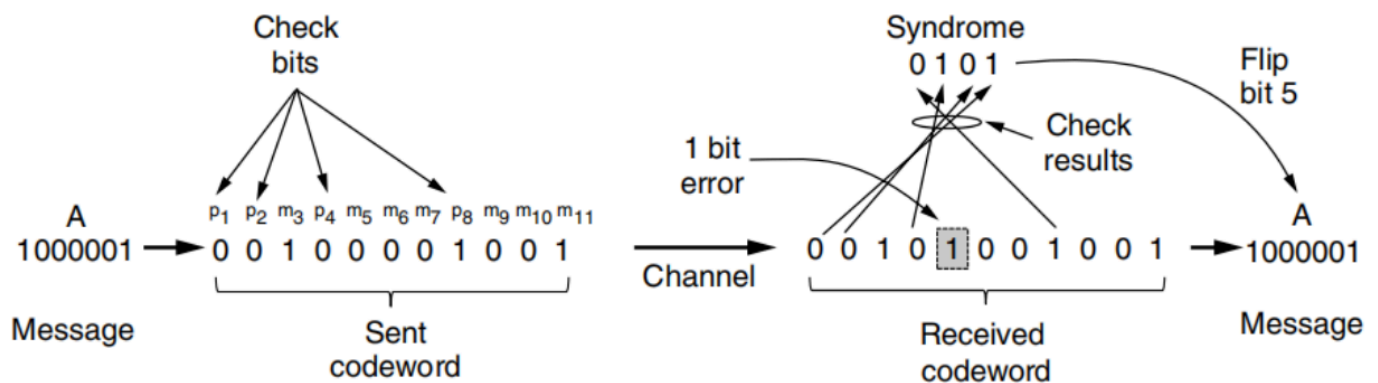 Check
bits
A
1000001
Message
p1 p2 m3 p4 m5 m6 m7 p8 m9 m10 m11
0 0 1 0 0 0 0 1 0 0 1
Sent
codeword
Channel
1 bit
error
Syndrome
0 1 0 1
Check
results
Flip
bit 5
0 0 1 0 1 0 0 1 0 0 1
Received
codeword
A
1000001
Message